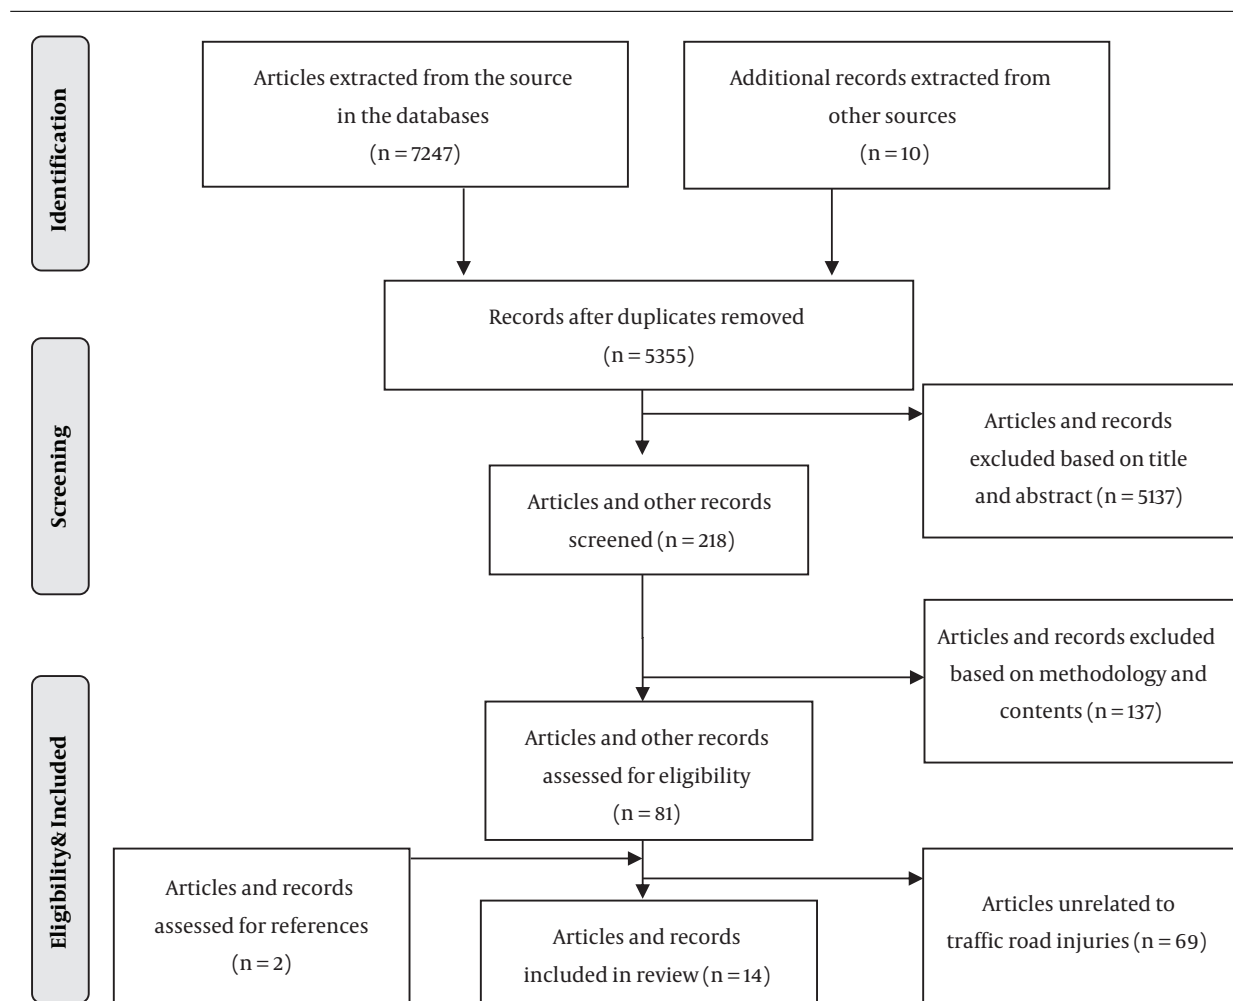 Identification
Articles extracted from the source
in the databases
(n = 7247)
Additional records extracted from
other sources
(n = 10)
Records after duplicates removed
(n = 5355)
Screening
Articles and records
excluded based on title
and abstract (n = 5137)
Articles and other records
screened (n = 218)
Articles and records excluded
based on methodology and
contents (n = 137)
Eligibility& Included
Articles and other records
assessed for eligibility
(n = 81)
Articles and records
assessed for references
(n = 2)
Articles unrelated to
traffic road injuries (n = 69)
Articles and records
included in review (n = 14)